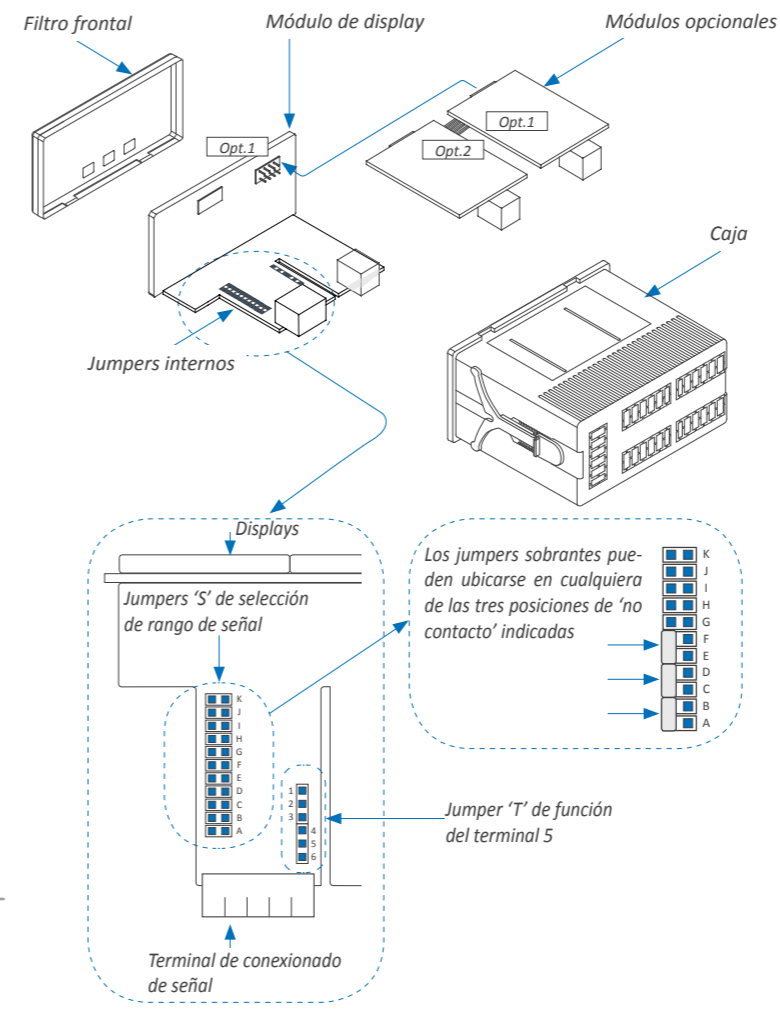 Filtro frontal
Módulo de display
Módulos opcionales
Opt.1
Opt.1
Opt.2
Caja
Jumpers internos
Displays
Jumpers ‘S’ de selección
de rango de señal
K
J
I
H
G
F
E
D
C
B
A
1
2
3
4
5
6
Los jumpers sobrantes pue-
den ubicarse en cualquiera
de las tres posiciones de ‘no
contacto’ indicadas
K
J
I
H
G
F
E
D
C
B
A
Jumper ‘T’ de función
del terminal 5
Terminal de conexionado
de señal